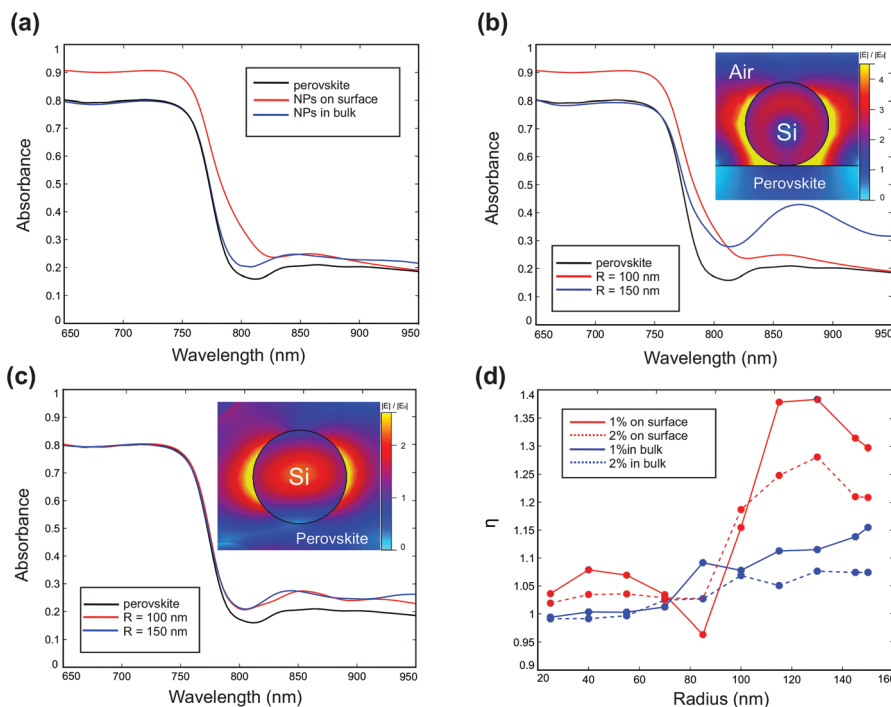 (a)
Absorbance
1
0.9
0.8
0.7
0.6
0.5
0.4
0.3
0.2
0.1
0
perovskite
NPs on surface
NPs in bulk
650 700 750 800 850 900 950
Wavelength (nm)
(b)
Absorbance
1
0.9
0.8
0.7
0.6
0.5
0.4
0.3
0.2
0.1
0
Air
Si
Perovskite
|E| / |E₀|
4
3
2
1
0
perovskite
R = 100 nm
R = 150 nm
650 700 750 800 850 900 950
Wavelength (nm)
(c)
Absorbance
1
0.9
0.8
0.7
0.6
0.5
0.4
0.3
0.2
0.1
0
Si
Perovskite
|E| / |E₀|
2
1
0
perovskite
R = 100 nm
R = 150 nm
650 700 750 800 850 900 950
Wavelength (nm)
(d)
η
1.4
1.35
1.3
1.25
1.2
1.15
1.1
1.05
1
0.95
0.9
1% on surface
2% on surface
1%in bulk
2% in bulk
20 40 60 80 100 120 140 160
Radius (nm)